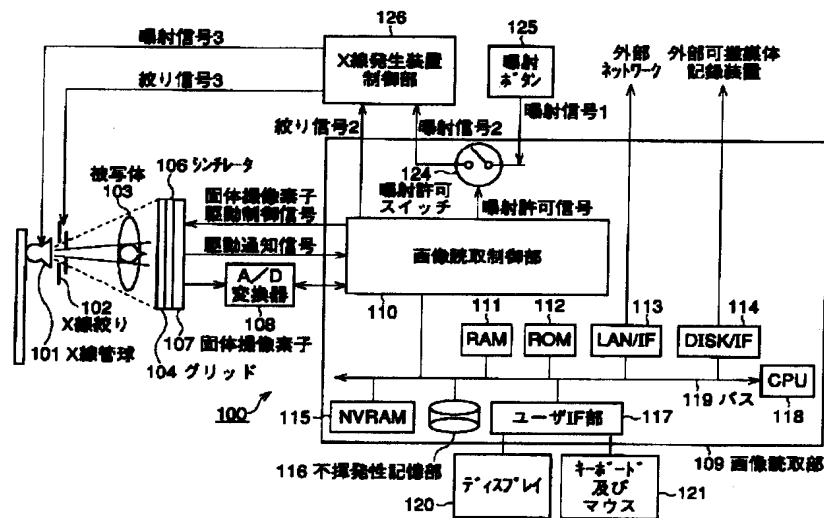 曝射信号3
126
X線発生装置
制御部
125
曝射
ボタン
外部
ネットワーク
外部可搬媒体
記録装置
絞り信号3
絞り信号2
曝射信号2
曝射信号1
124
曝射許可
スイッチ
曝射許可信号
106 シンチレータ
被写体
103
固体撮像素子
駆動制御信号
駆動通知信号
画像読取制御部
A/D
変換器
108
110
102
X線絞り
101 X線管球
107 固体撮像素子
104 グリッド
111
RAM
112
ROM
113
LAN/IF
114
DISK/IF
CPU
118
119 バス
100
115
NVRAM
116 不揮発性記憶部
ユーザIF部
117
109 画像読取部
ディスプレイ
120
キーボード
及び
マウス
121